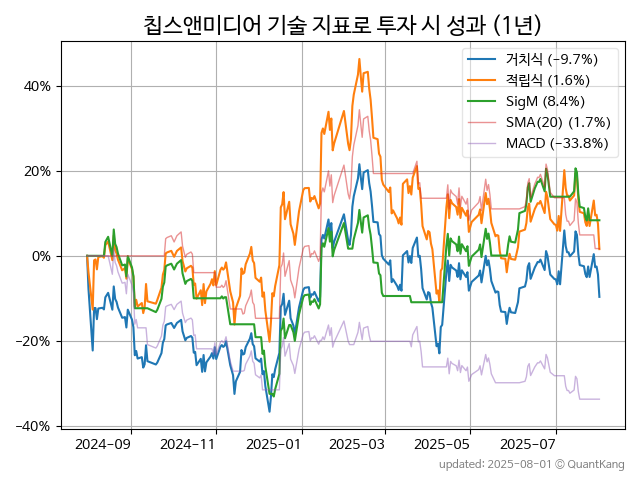 칩스앤미디어 기술 지표로 투자 시 성과 (1년)
거치식 (−9.7%)
적립식 (1.6%)
SigM (8.4%)
SMA(20) (1.7%)
MACD (−33.8%)
40%
20%
0%
−20%
−40%
2024-09
2024-11
2025-01
2025-03
2025-05
2025-07
updated: 2025-08-01 © QuantKang